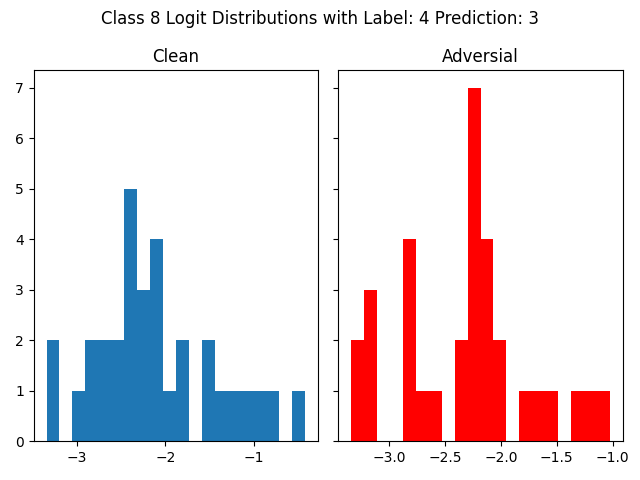 Class 8 Logit Distributions with Label: 4 Prediction: 3
Clean
Adversial
7
6
5
4
3
2
1
0
−3 −2 −1
−3.0 −2.5 −2.0 −1.5 −1.0